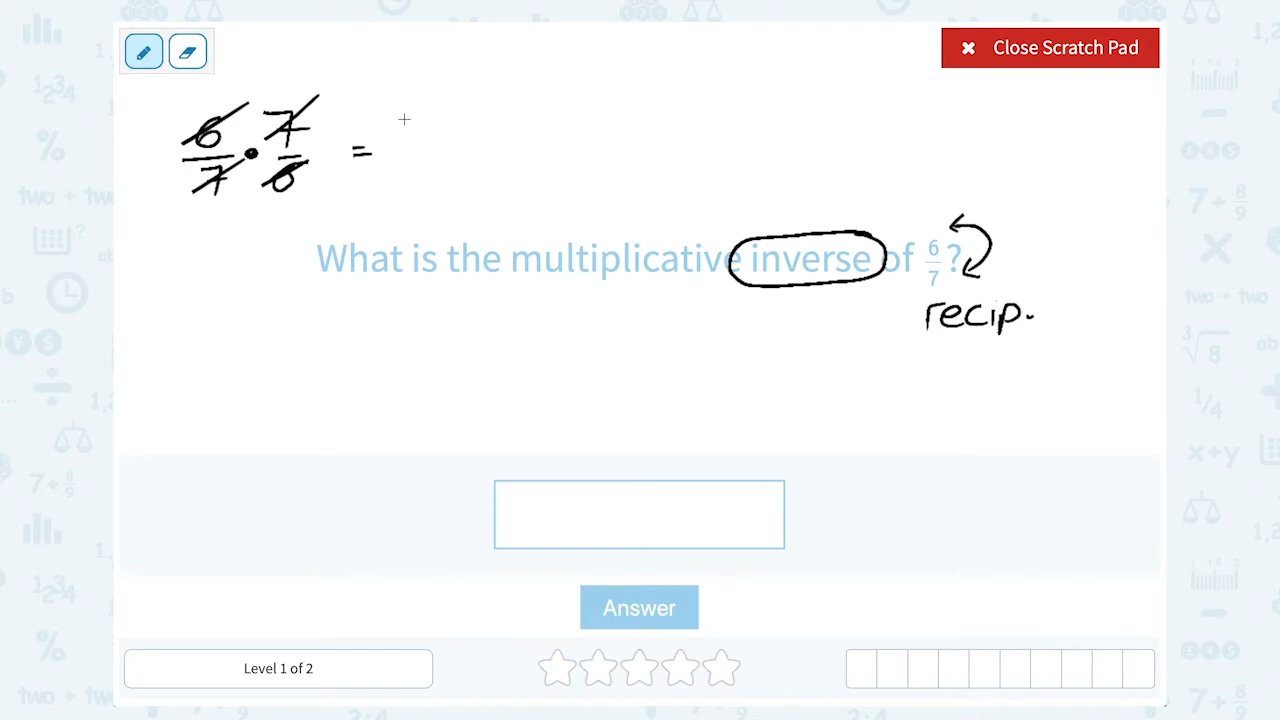 Close Scratch Pad
6/7 • 7/6 =
What is the multiplicative inverse of 6/7?
recip.
Answer
Level 1 of 2